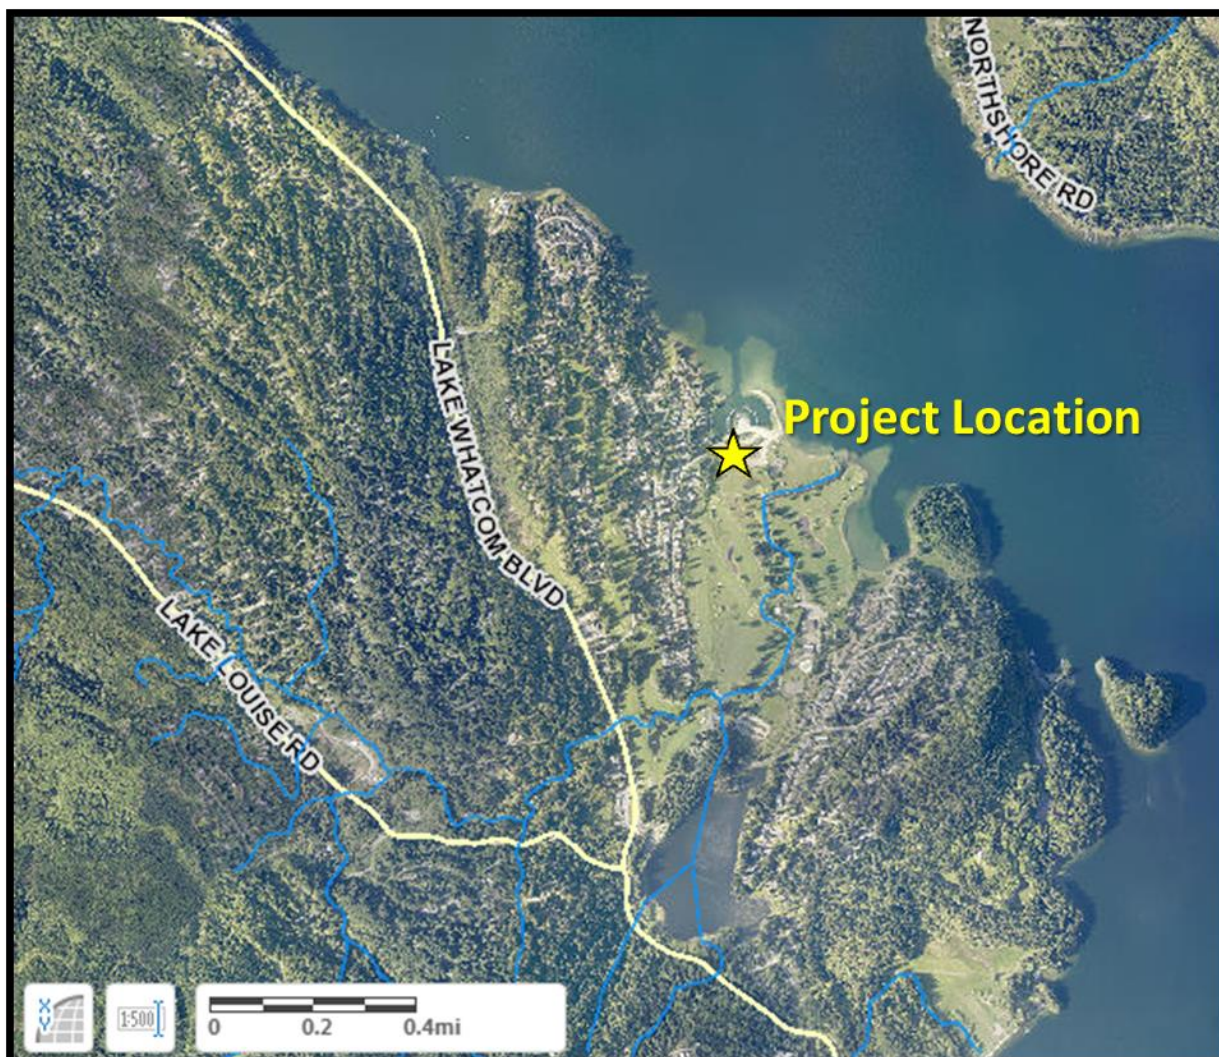 NORTHSHORE RD
LAKE WHATCOM BLVD
Project Location
LAKE LOUISE RD
X
Y
1:500
0 0.2 0.4mi